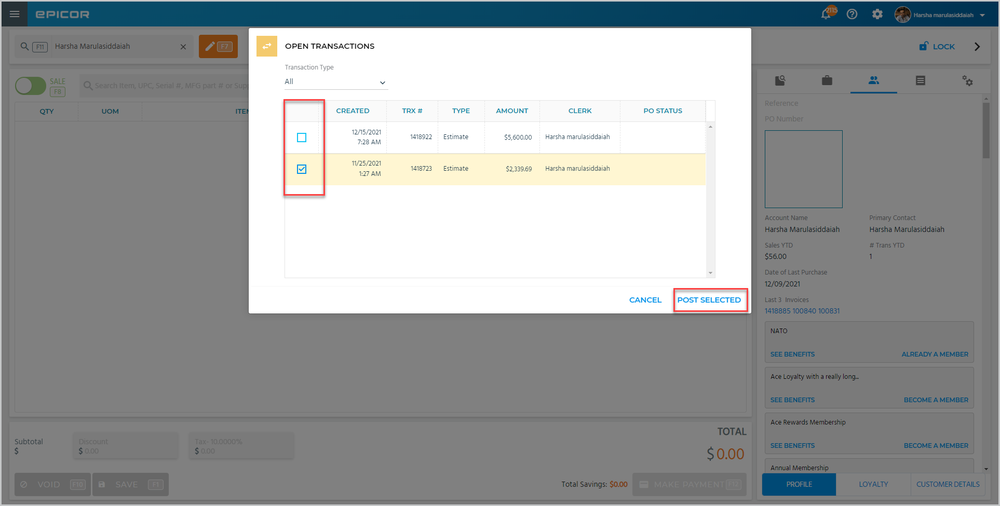 EPICOR
2115
Harsha marulasiddaiah
F11
Harsha Marulasiddaiah
F7
LOCK
SALE
F8
Search Item, UPC, Serial #, MFG part # or Supp
QTY
UOM
ITEM
OPEN TRANSACTIONS
Transaction Type
All
CREATED TRX # TYPE AMOUNT CLERK PO STATUS
12/15/2021
7:28 AM
1418922 Estimate $5,600.00 Harsha marulasiddaiah
11/25/2021
1:27 AM
1418723 Estimate $2,339.69 Harsha marulasiddaiah
CANCEL
POST SELECTED
Reference
PO Number
Account Name
Harsha Marulasiddaiah
Primary Contact
Harsha Marulasiddaiah
Sales YTD
$56.00
# Trans YTD
1
Date of Last Purchase
12/09/2021
Last 3 Invoices
1418885 100840 100831
NATO
SEE BENEFITS
ALREADY A MEMBER
Ace Loyalty with a really long...
SEE BENEFITS
BECOME A MEMBER
Ace Rewards Membership
SEE BENEFITS
BECOME A MEMBER
Annual Membership
PROFILE
LOYALTY
CUSTOMER DETAILS
Subtotal
$
Discount
$ 0.00
Tax- 10.0000%
$ 0.00
TOTAL
$ 0.00
VOID F10
SAVE F1
Total Savings: $0.00
MAKE PAYMENT F12